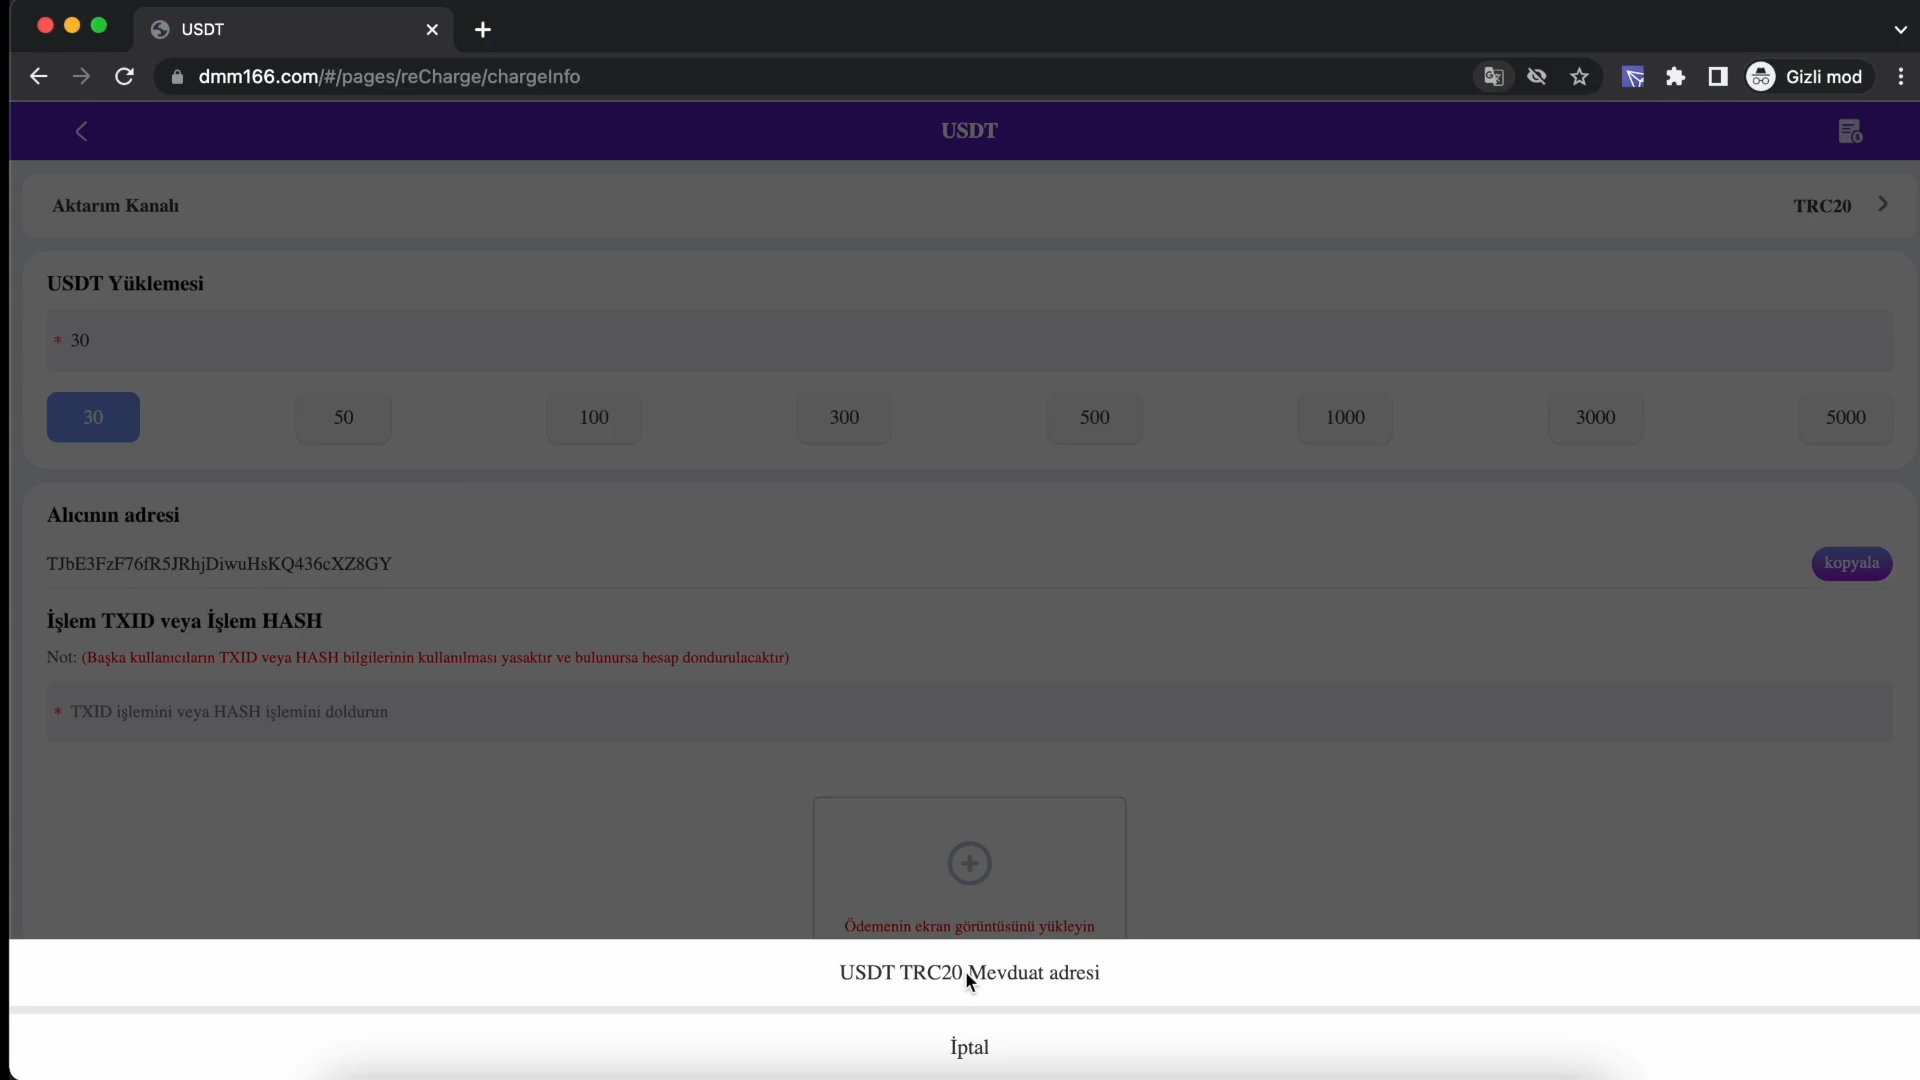 USDT
dmm166.com/#/pages/reCharge/chargeInfo
Gizli mod
USDT
Aktarım Kanalı
TRC20
USDT Yüklemesi
* 30
30 50 100 300 500 1000 3000 5000
Alıcının adresi
TJbE3FzF76fR5JRhjDiwuHsKQ436cXZ8GY
kopyala
İşlem TXID veya İşlem HASH
Not: (Başka kullanıcıların TXID veya HASH bilgilerinin kullanılması yasaktır ve bulunursa hesap dondurulacaktır)
* TXID işlemini veya HASH işlemini doldurun
Ödemenin ekran görüntüsünü yükleyin
USDT TRC20 Mevduat adresi
İptal